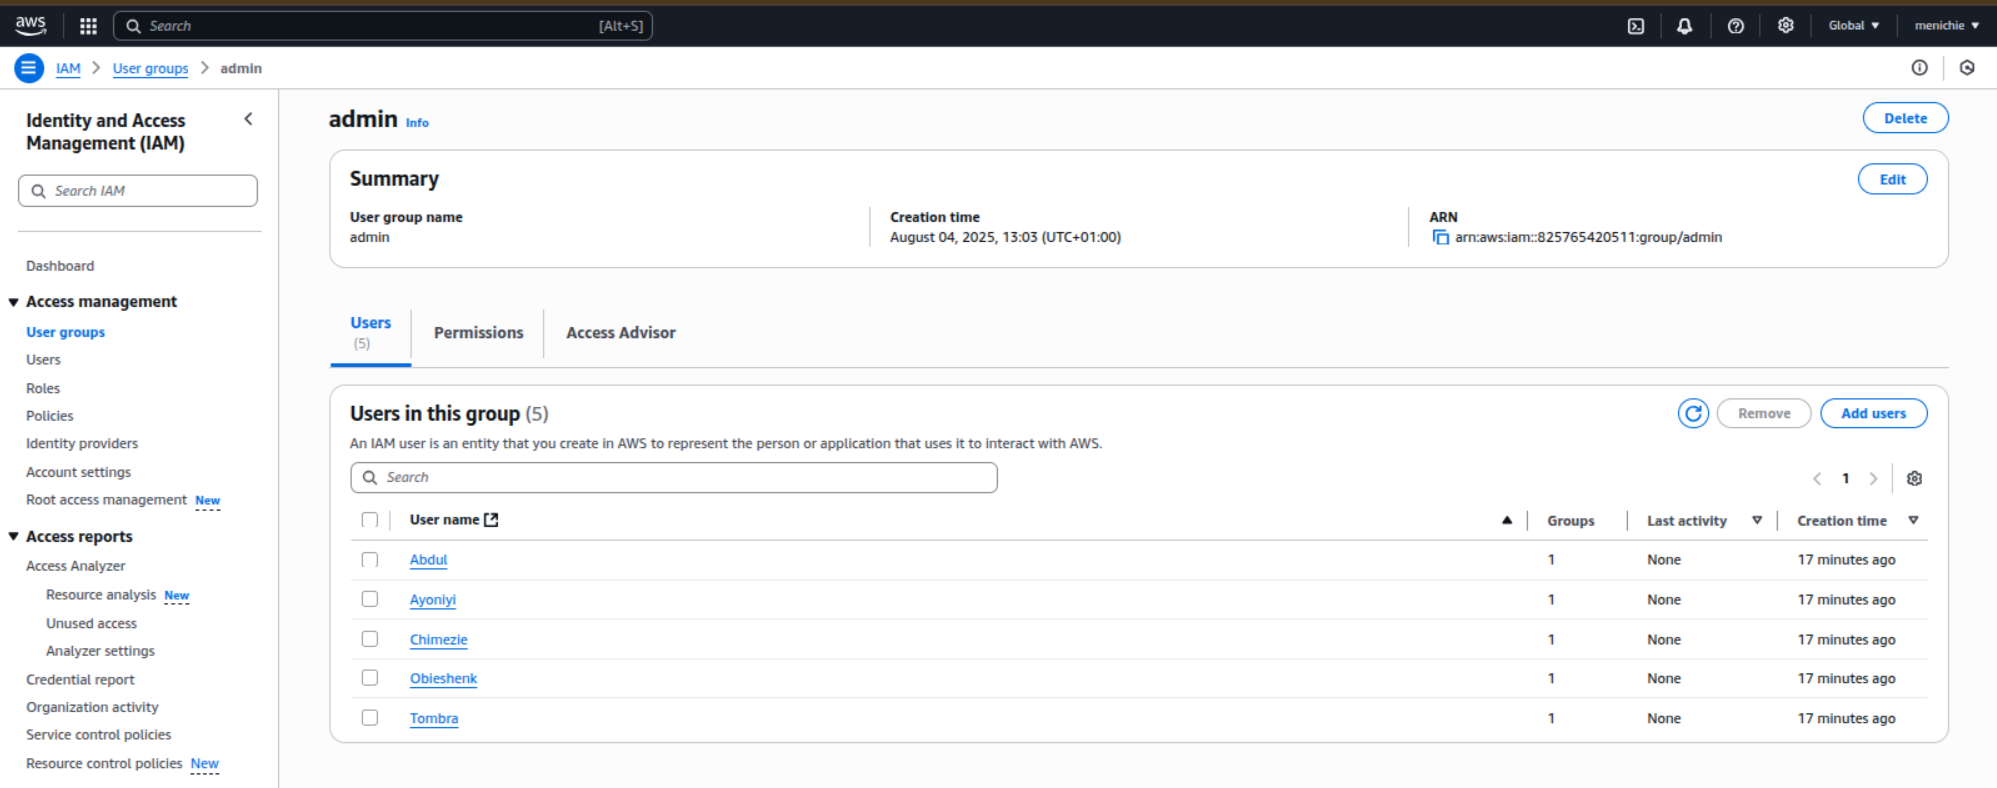 aws
Search [Alt+S]
Global menichie
IAM > User groups > admin
Identity and Access Management (IAM)
Search IAM
Dashboard
Access management
User groups
Users
Roles
Policies
Identity providers
Account settings
Root access management New
Access reports
Access Analyzer
Resource analysis New
Unused access
Analyzer settings
Credential report
Organization activity
Service control policies
Resource control policies New
admin Info
Delete
Summary
Edit
User group name
admin
Creation time
August 04, 2025, 13:03 (UTC+01:00)
ARN
arn:aws:iam::825765420511:group/admin
Users (5)
Permissions
Access Advisor
Users in this group (5)
Remove
Add users
An IAM user is an entity that you create in AWS to represent the person or application that uses it to interact with AWS.
Search
1
User name Groups Last activity Creation time
Abdul 1 None 17 minutes ago
Ayoniyi 1 None 17 minutes ago
Chimezie 1 None 17 minutes ago
Obieshenk 1 None 17 minutes ago
Tombra 1 None 17 minutes ago